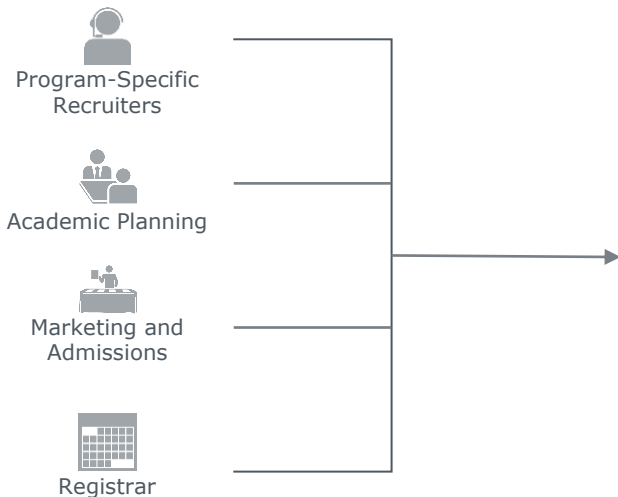 Program-Specific
Recruiters
Academic Planning
Marketing and
Admissions
Registrar